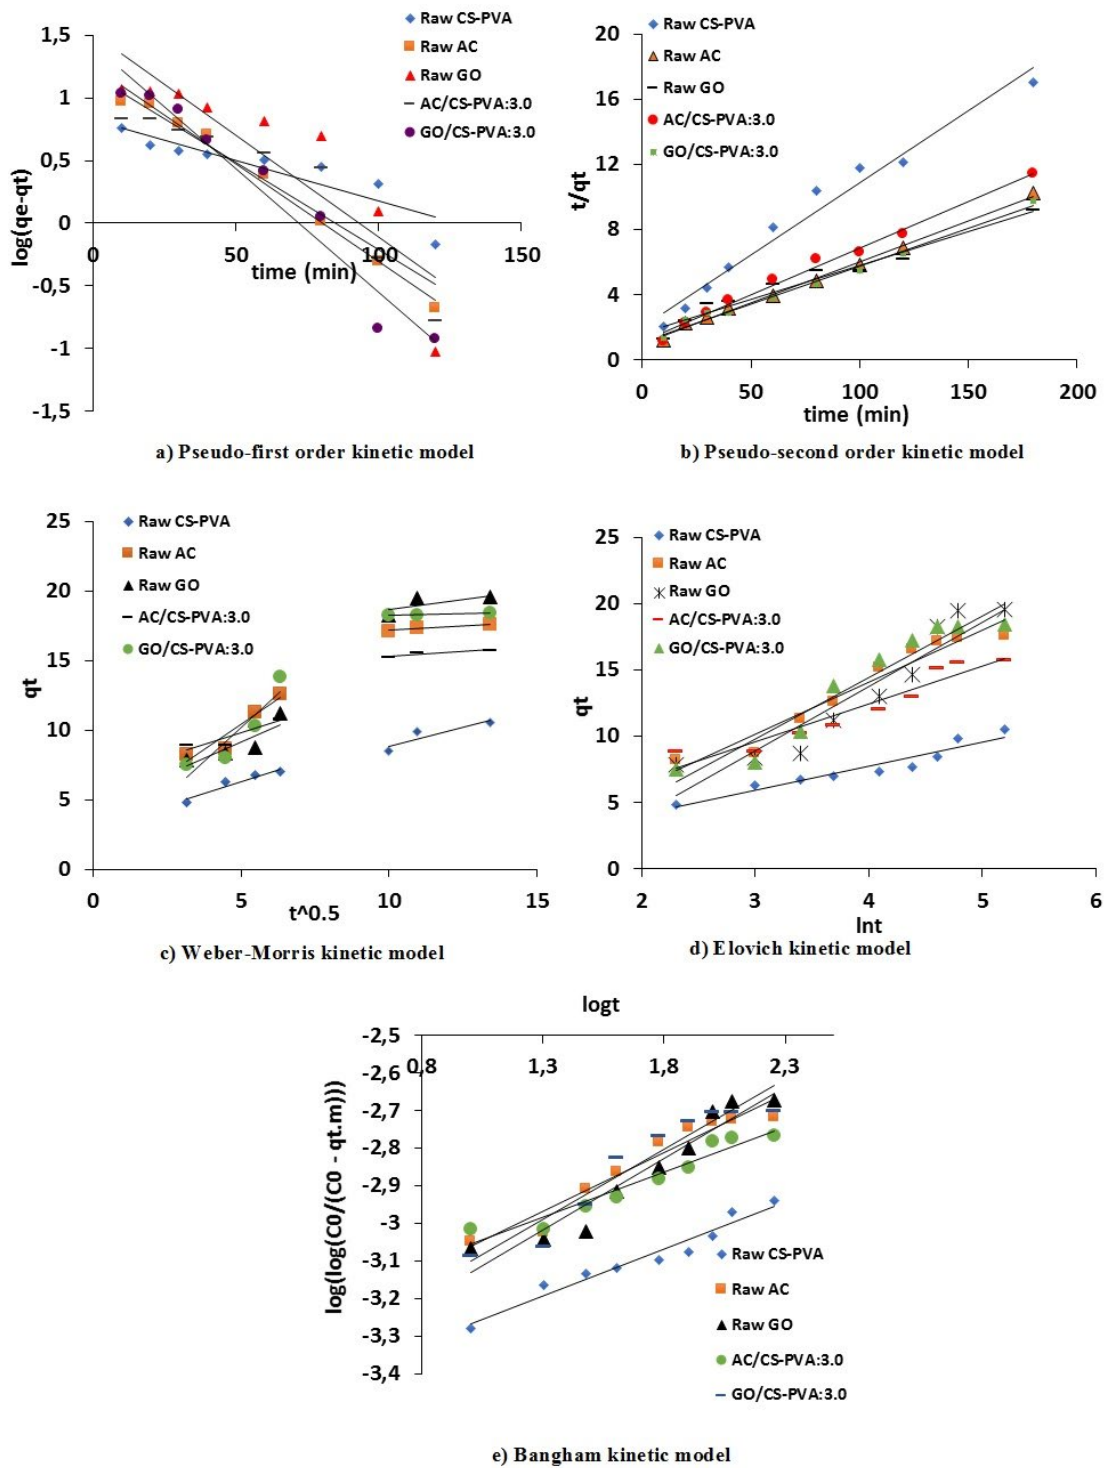 Raw CS-PVA
Raw AC
Raw GO
AC/CS-PVA:3.0
GO/CS-PVA:3.0
log(qe-qt)
1,5
1
0,5
0
-0,5
-1
-1,5
0
50
100
150
time (min)
a) Pseudo-first order kinetic model
Raw CS-PVA
Raw AC
Raw GO
AC/CS-PVA:3.0
GO/CS-PVA:3.0
t/qt
20
16
12
8
4
0
0
50
100
150
200
time (min)
b) Pseudo-second order kinetic model
Raw CS-PVA
Raw AC
Raw GO
AC/CS-PVA:3.0
GO/CS-PVA:3.0
qt
25
20
15
10
5
0
0
5
10
15
t^0.5
c) Weber-Morris kinetic model
Raw CS-PVA
Raw AC
Raw GO
AC/CS-PVA:3.0
GO/CS-PVA:3.0
qt
25
20
15
10
5
0
2
3
4
5
6
lnt
d) Elovich kinetic model
logt
0,8
1,3
1,8
2,3
log(log(C0/(C0 - qt.m)))
-2,5
-2,6
-2,7
-2,8
-2,9
-3
-3,1
-3,2
-3,3
-3,4
Raw CS-PVA
Raw AC
Raw GO
AC/CS-PVA:3.0
GO/CS-PVA:3.0
e) Bangham kinetic model